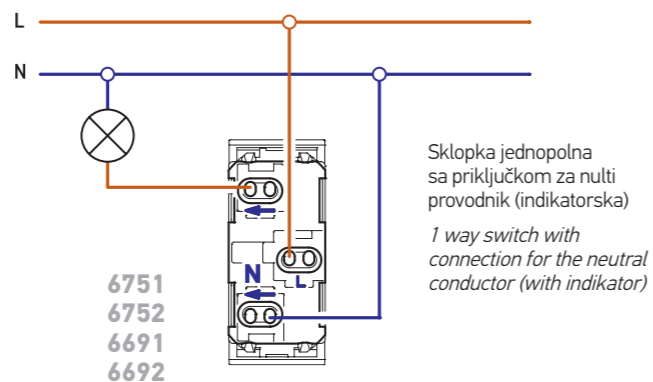 L
N
Sklopka jednopolna
sa priključkom za nulti
provodnik (indikatorska)
1 way switch with
connection for the neutral
conductor (with indikator)
N
L
6751
6752
6691
6692